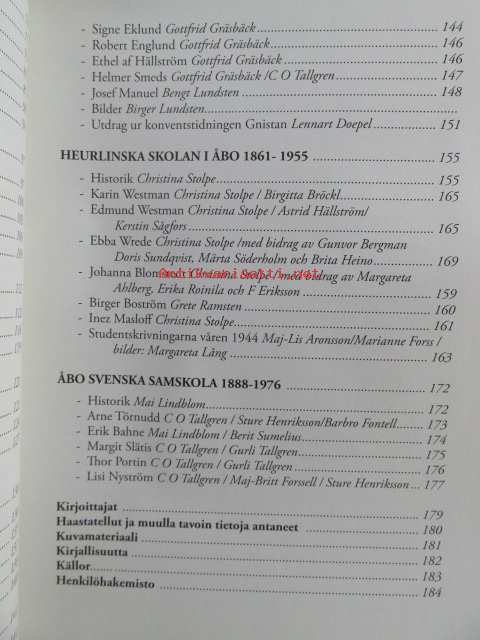 - Signe Eklund Gottfrid Gräsbäck 144
- Robert Englund Gottfrid Gräsbäck 146
- Ethel af Hällström Gottfrid Gräsbäck 146
- Helmer Smeds Gottfrid Gräsbäck /C O Tallgren 147
- Josef Manuel Bengt Lundsten 148
- Bilder Birger Lundsten
- Utdrag ur konventstidningen Gnistan Lennart Doepel 151
HEURLINSKA SKOLAN I ÅBO 1861- 1955 155
- Historik Christina Stolpe 155
- Karin Westman Christina Stolpe / Birgitta Bröckl 165
- Edmund Westman Christina Stolpe / Astrid Hällström/
Kerstin Sågfors 165
- Ebba Wrede Christina Stolpe /med bidrag av Gunvor Bergman
Doris Sundqvist, Märta Söderholm och Brita Heino 169
- Johanna Blomstedt Christina Stolpe / med bidrag av Margareta
Ahlberg, Erika Roinila och F Eriksson 159
- Birger Boström Grete Ramsten 160
- Inez Masloff Christina Stolpe 161
- Studentskrivningarna våren 1944 Maj-Lis Aronsson/Marianne Forss /
bilder: Margareta Lång 163
ÅBO SVENSKA SAMSKOLA 1888-1976 172
- Historik Mai Lindblom 172
- Arne Törnudd C O Tallgren / Sture Henriksson/Barbro Fontell 173
- Erik Bahne Mai Lindblom / Berit Sumelius 174
- Margit Slätis C O Tallgren / Gurli Tallgren 175
- Thor Portin C O Tallgren / Gurli Tallgren 176
- Lisi Nyström C O Tallgren / Maj-Britt Forssell / Sture Henriksson ... 177
Kirjoittajat 179
Haastatellut ja muulla tavoin tietoja antaneet 180
Kuvamateriaali 181
Kirjallisuutta 182
Källor 183
Henkilöhakemisto 184